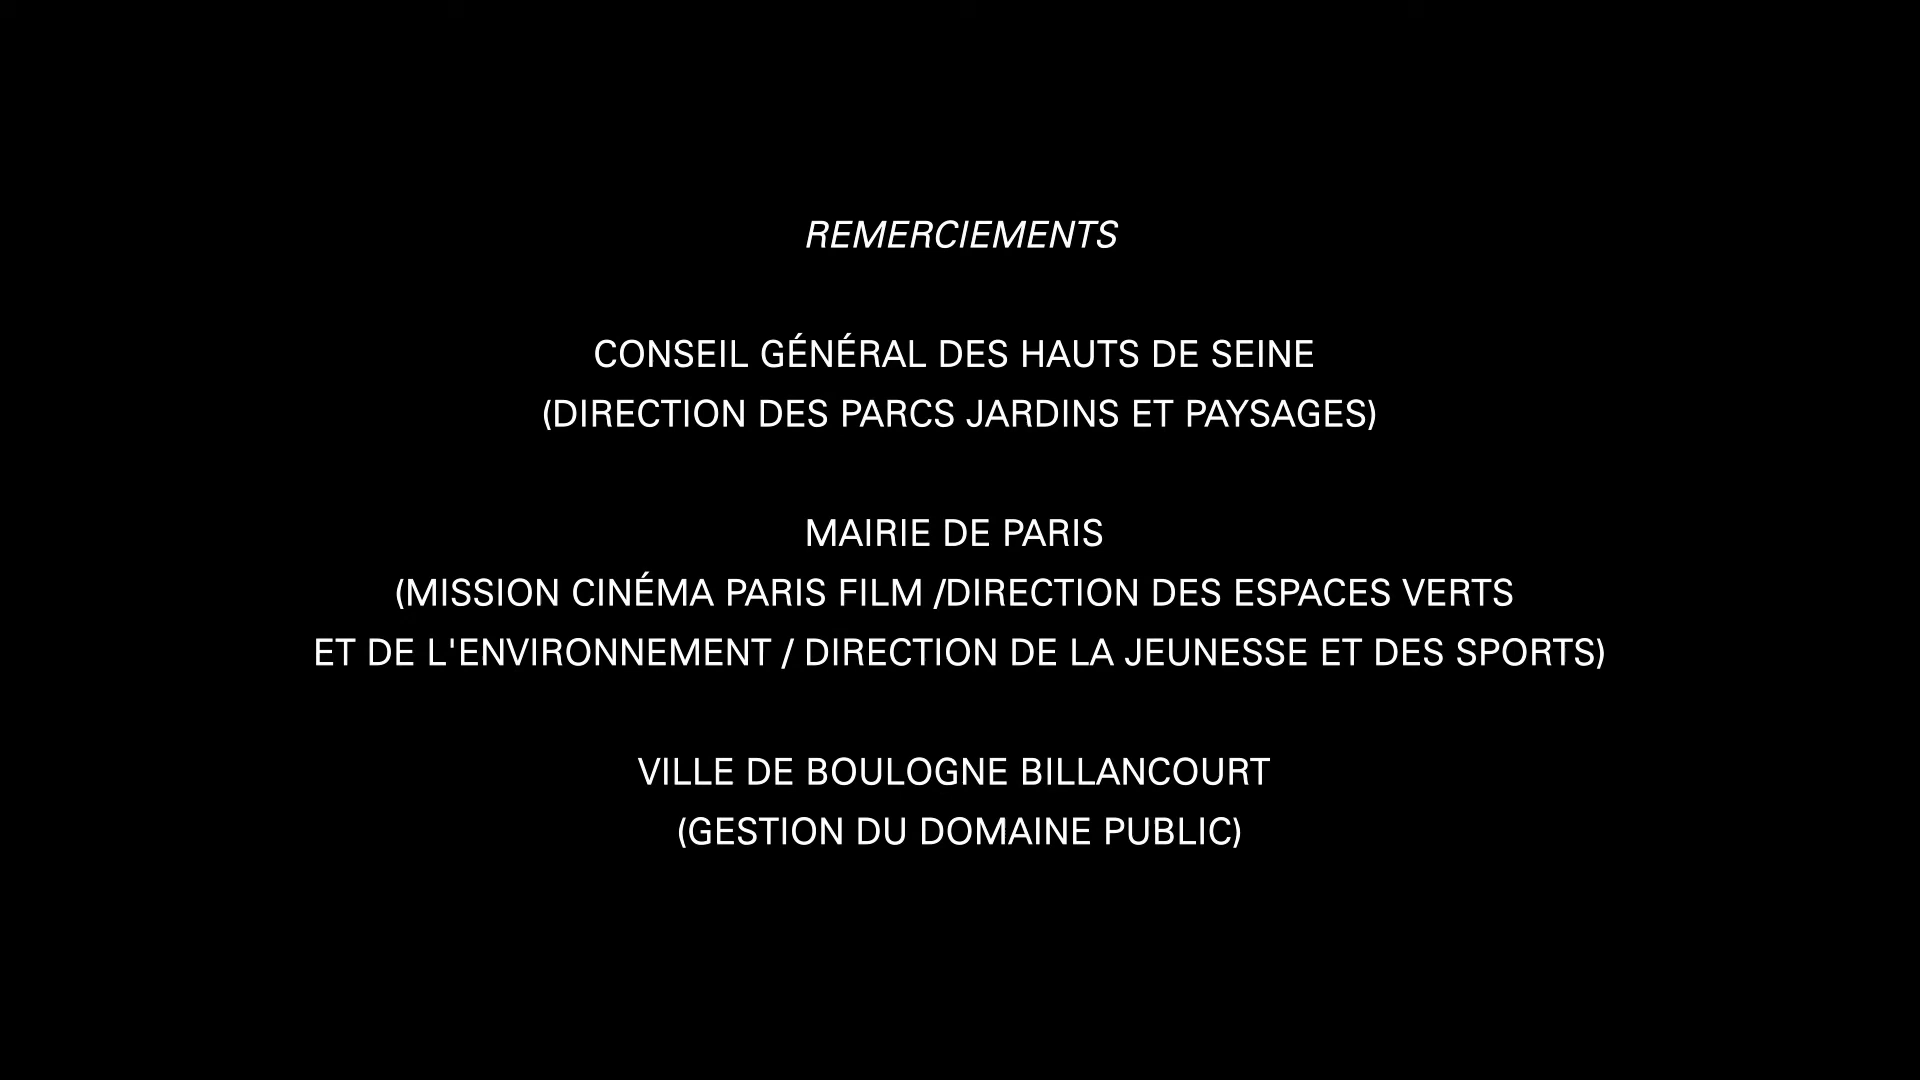 REMERCIEMENTS
CONSEIL GÉNÉRAL DES HAUTS DE SEINE
(DIRECTION DES PARCS JARDINS ET PAYSAGES)
MAIRIE DE PARIS
(MISSION CINÉMA PARIS FILM /DIRECTION DES ESPACES VERTS
ET DE L'ENVIRONNEMENT / DIRECTION DE LA JEUNESSE ET DES SPORTS)
VILLE DE BOULOGNE BILLANCOURT
(GESTION DU DOMAINE PUBLIC)